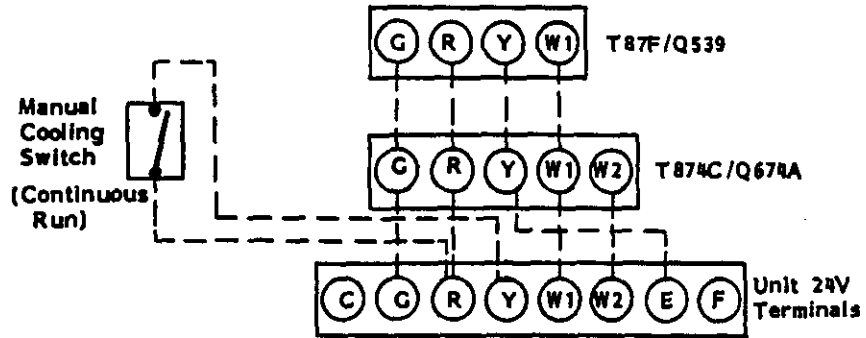 G R Y W1 T87F/Q539
Manual
Cooling
Switch
(Continuous
Run)
G R Y W1 W2 T874C/Q674A
C G R Y W1 W2 E F
Unit 24V
Terminals